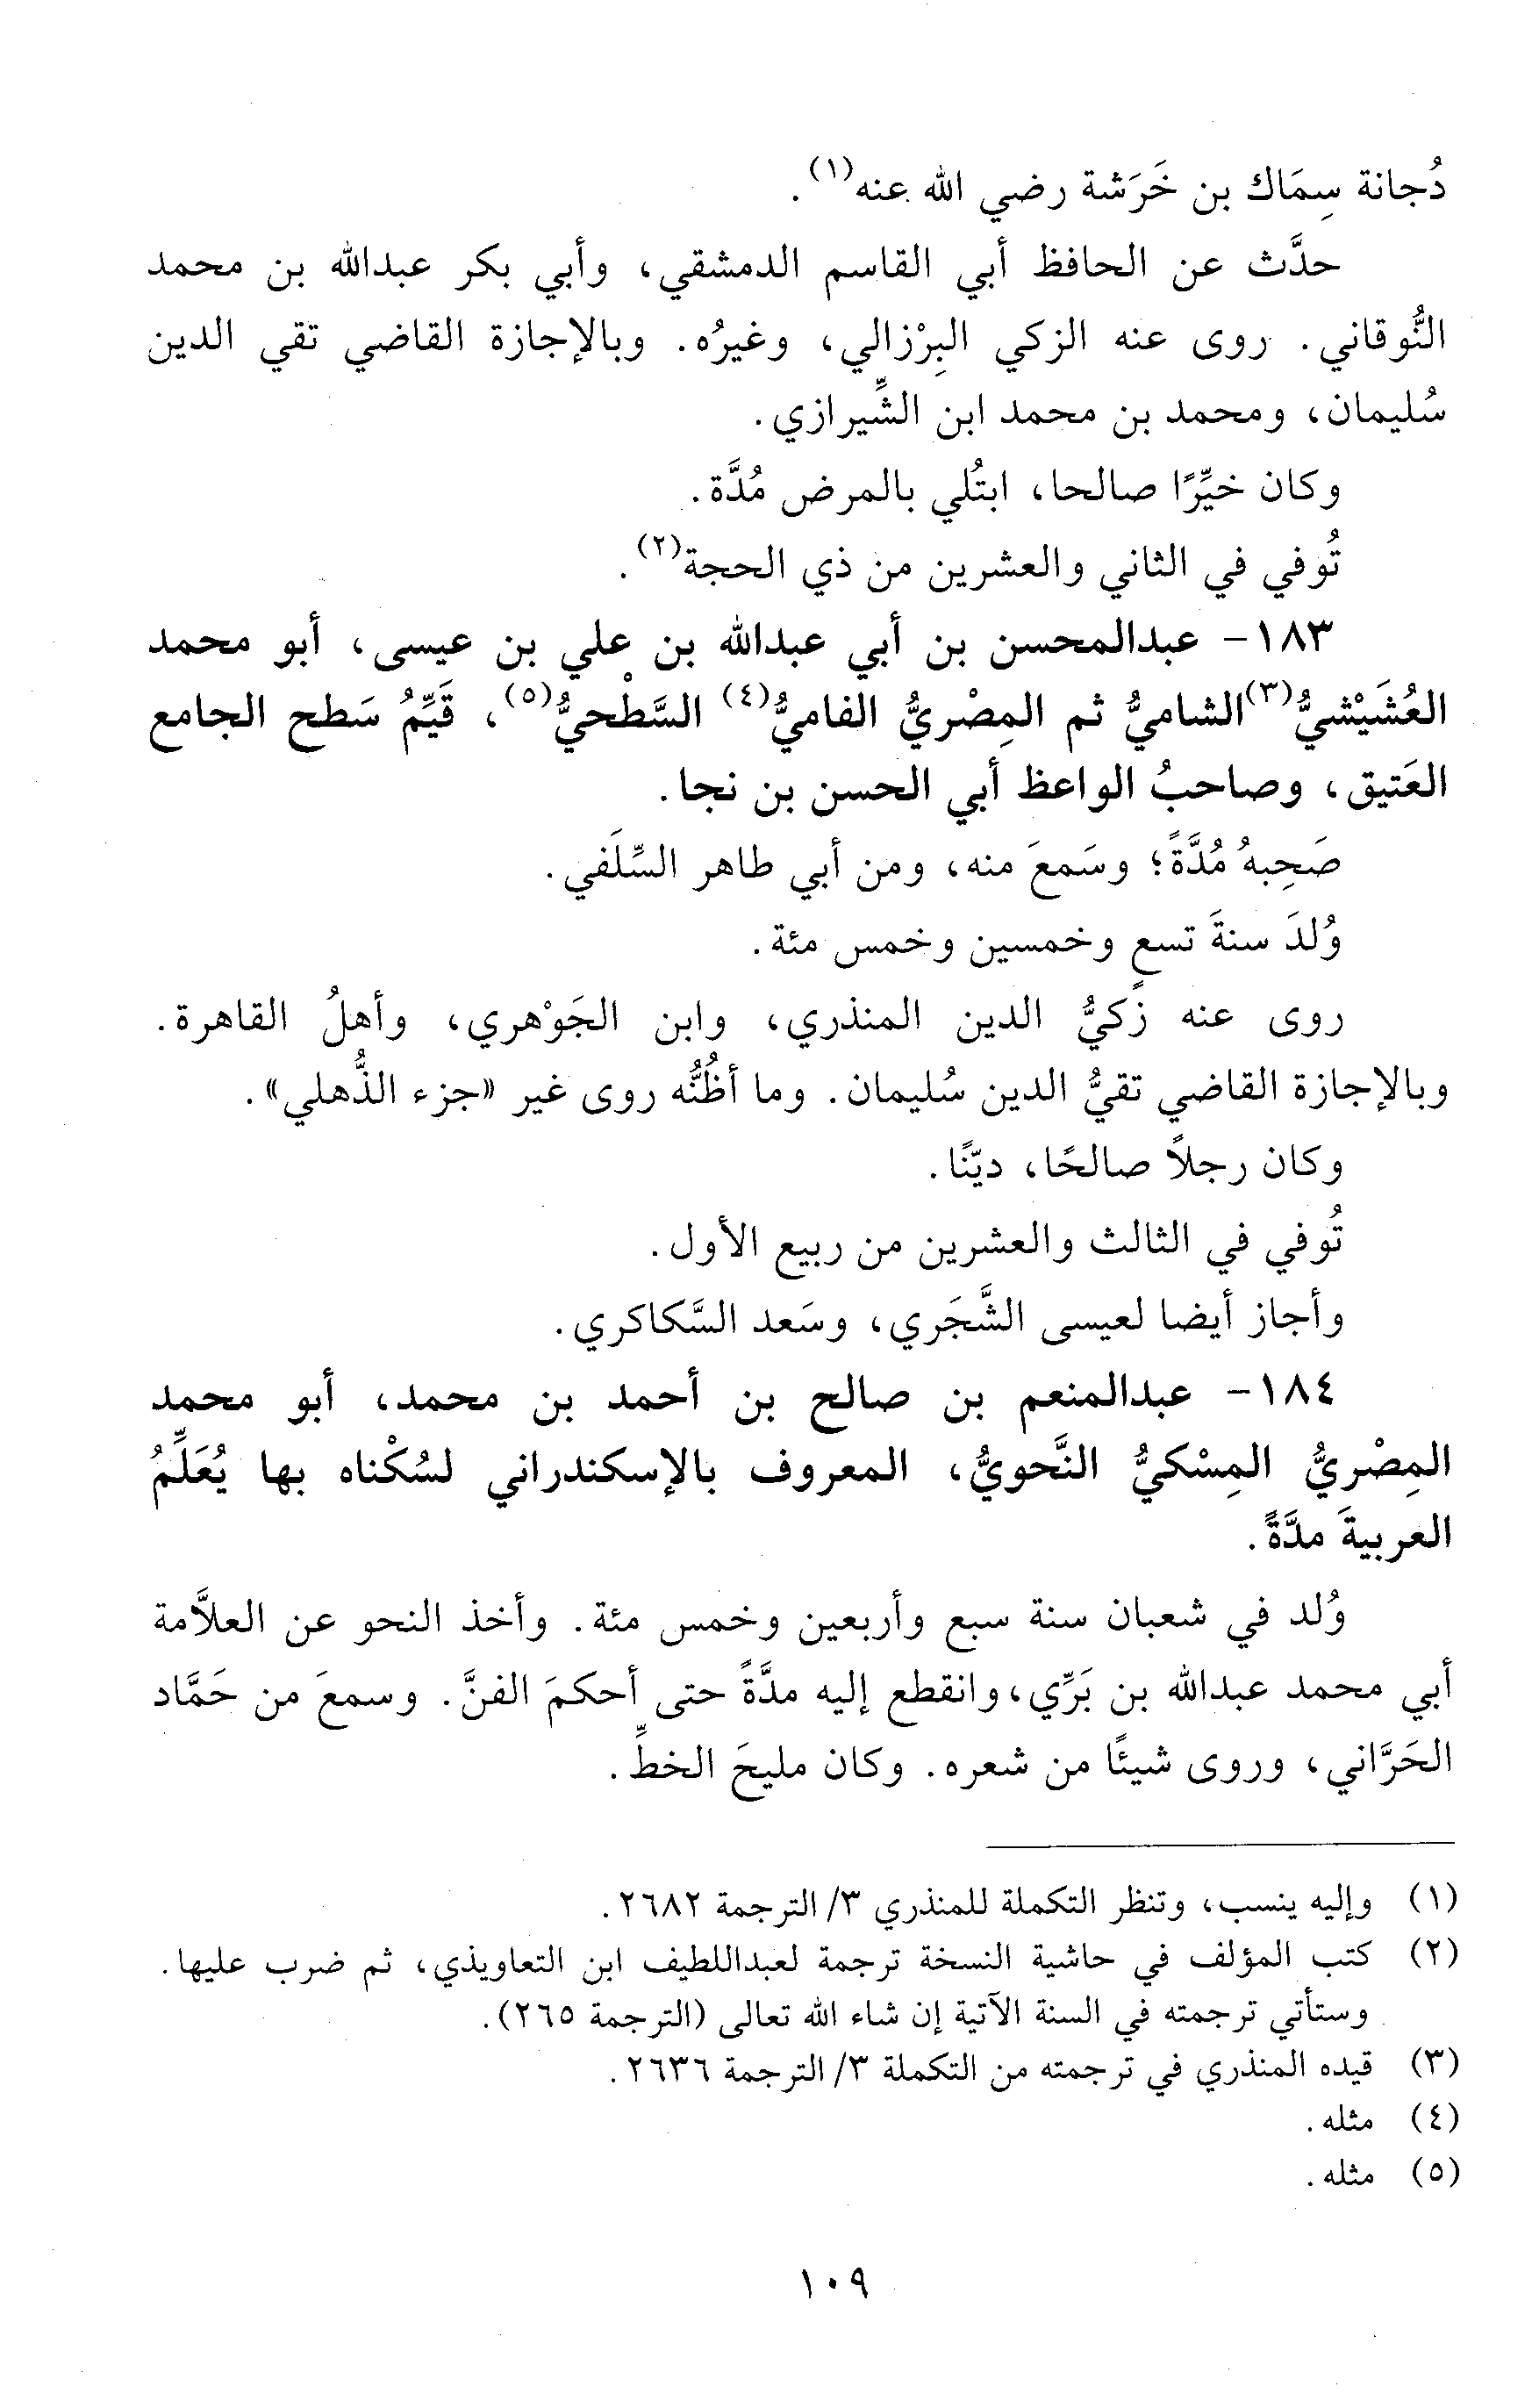 دُجانة سِمَاك بن خَرَشة رضي الله عنه(١).
حدَّث عن الحافظ أبي القاسم الدمشقي، وأبي بكر عبدالله بن محمد
النُّوقاني. روى عنه الزكي البِرْزالي، وغيرُه. وبالإجازة القاضي تقي الدين
سُليمان، ومحمد بن محمد ابن الشِّيرازي.
وكان خيِّرًا صالحا، ابتُلي بالمرض مُدَّة.
تُوفي في الثاني والعشرين من ذي الحجة(٢).
١٨٣- عبدالمحسن بن أبي عبدالله بن علي بن عيسى، أبو محمد
العُشَيْشيُّ(٣)الشاميُّ ثم المِصْريُّ الفاميُّ(٤) السَّطْحيُّ(٥)، قَيِّمُ سَطح الجامع
العَتيق، وصاحبُ الواعظ أبي الحسن بن نجا.
صَحِبهُ مُدَّةً؛ وسَمعَ منه، ومن أبي طاهر السِّلَفي.
وُلدَ سنةَ تسعٍ وخمسين وخمس مئة.
روى عنه زكيُّ الدين المنذري، وابن الجَوْهري، وأهلُ القاهرة.
وبالإجازة القاضي تقيُّ الدين سُليمان. وما أظُنُّه روى غير «جزء الذُّهلي».
وكان رجلاً صالحًا، ديّنًا.
تُوفي في الثالث والعشرين من ربيع الأول.
وأجاز أيضا لعيسى الشَّجَري، وسَعد السَّكاكري.
١٨٤- عبدالمنعم بن صالح بن أحمد بن محمد، أبو محمد
المِصْريُّ المِسْكيُّ النَّحويُّ، المعروف بالإسكندراني لسُكْناه بها يُعَلِّمُ
العربيةَ مدَّةً.
وُلد في شعبان سنة سبع وأربعين وخمس مئة. وأخذ النحو عن العلاَّمة
أبي محمد عبدالله بن بَرِّي، وانقطع إليه مدَّةً حتى أحكمَ الفنَّ. وسمعَ من حَمَّاد
الحَرَّاني، وروى شيئًا من شعره. وكان مليحَ الخطِّ.
(١) وإليه ينسب، وتنظر التكملة للمنذري ٣/ الترجمة ٢٦٨٢.
(٢) كتب المؤلف في حاشية النسخة ترجمة لعبداللطيف ابن التعاويذي، ثم ضرب عليها.
وستأتي ترجمته في السنة الآتية إن شاء الله تعالى (الترجمة ٢٦٥).
(٣) قيده المنذري في ترجمته من التكملة ٣/ الترجمة ٢٦٣٦.
(٤) مثله.
(٥) مثله.
١٠٩